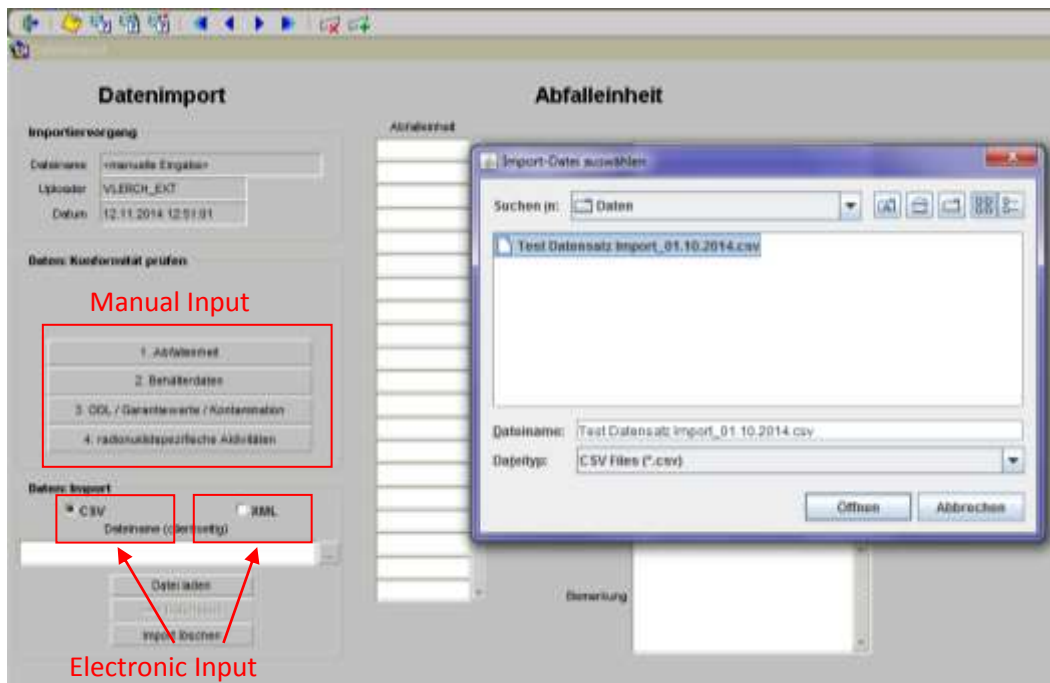 Datenimport
Abfalleinheit
Importiervorgang
Abfalleinheit
Dateiname <manuelle Eingabe>
Uploader VLERCH_EXT
Datum 12.11.2014 12:51:01
Daten: Konformität prüfen
Manual Input
1. Abfalleinheit
2. Behälterdaten
3. ODL / Garantiewerte / Kontamination
4. radionuklidspezifische Aktivitäten
Daten: Import
CSV
XML
Dateiname (clientseitig)
...
Datei laden
Import löschen
Electronic Input
Import-Datei auswählen
Suchen in: Daten
Test Datensatz Import_01.10.2014.csv
Dateiname: Test Datensatz Import_01.10.2014.csv
Dateityp: CSV Files (*.csv)
Öffnen
Abbrechen
Bemerkung